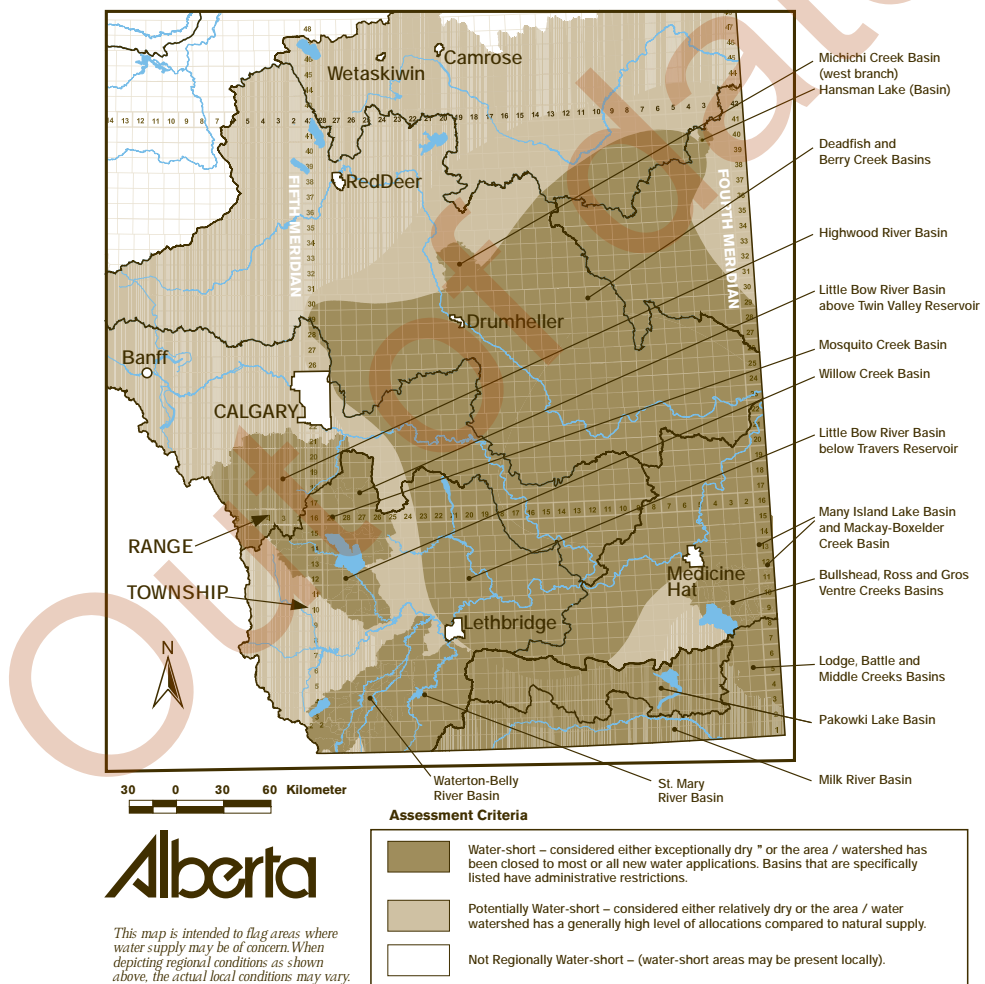 Out of date
Wetaskiwin
Camrose
RedDeer
Drumheller
Banff
CALGARY
Medicine
Hat
Lethbridge
FIFTH MERIDIAN
FOURTH MERIDIAN
RANGE
TOWNSHIP
N
Michichi Creek Basin
(west branch)
Hansman Lake (Basin)
Deadfish and
Berry Creek Basins
Highwood River Basin
Little Bow River Basin
above Twin Valley Reservoir
Mosquito Creek Basin
Willow Creek Basin
Little Bow River Basin
below Travers Reservoir
Many Island Lake Basin
and Mackay-Boxelder
Creek Basin
Bullshead, Ross and Gros
Ventre Creeks Basins
Lodge, Battle and
Middle Creeks Basins
Pakowki Lake Basin
Milk River Basin
St. Mary
River Basin
Waterton-Belly
River Basin
30 0 30 60 Kilometer
Assessment Criteria
Water-short – considered either exceptionally dry ” or the area / watershed has
been closed to most or all new water applications. Basins that are specifically
listed have administrative restrictions.
Potentially Water-short – considered either relatively dry or the area / water
watershed has a generally high level of allocations compared to natural supply.
Not Regionally Water-short – (water-short areas may be present locally).
Alberta
This map is intended to flag areas where
water supply may be of concern. When
depicting regional conditions as shown
above, the actual local conditions may vary.